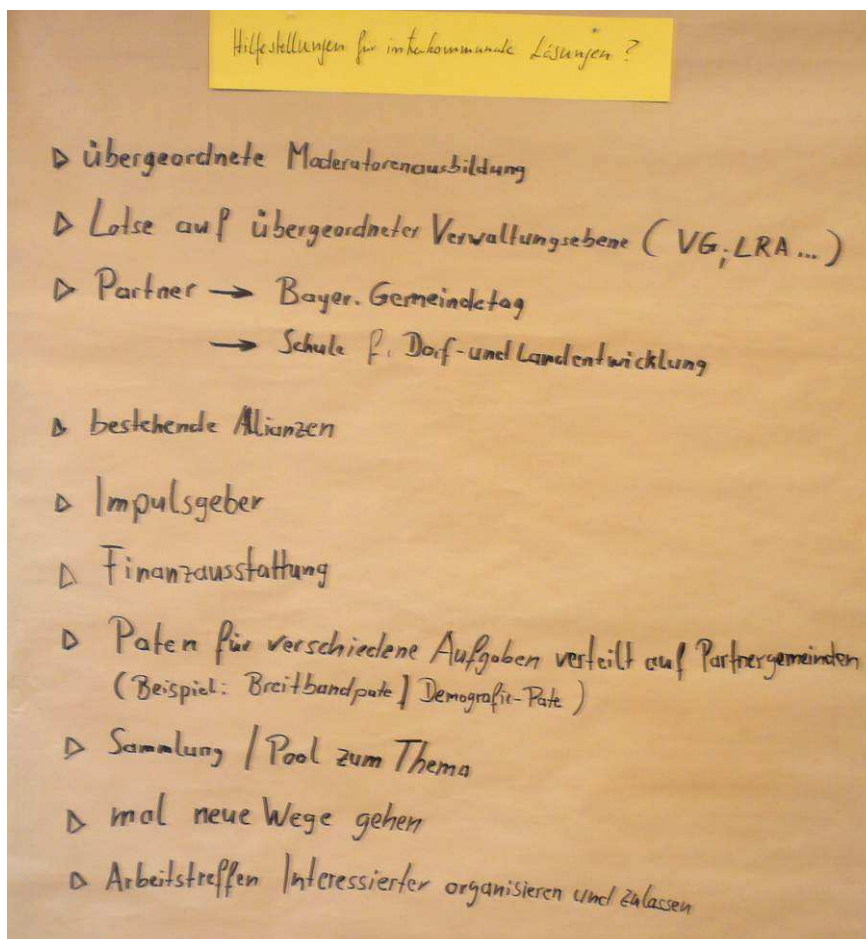 Hilfestellungen für interkommunale Lösungen?
▷ übergeordnete Moderatorenausbildung
▷ Lotse auf übergeordneter Verwaltungsebene (VG; LRA...)
▷ Partner → Bayer. Gemeindetag
→ Schule f. Dorf- und Landentwicklung
▷ bestehende Allianzen
▷ Impulsgeber
▷ Finanzausstattung
▷ Paten für verschiedene Aufgaben verteilt auf Partnergemeinden
(Beispiel: Breitbandpate / Demografie-Pate)
▷ Sammlung / Pool zum Thema
▷ mal neue Wege gehen
▷ Arbeitstreffen Interessierter organisieren und zulassen